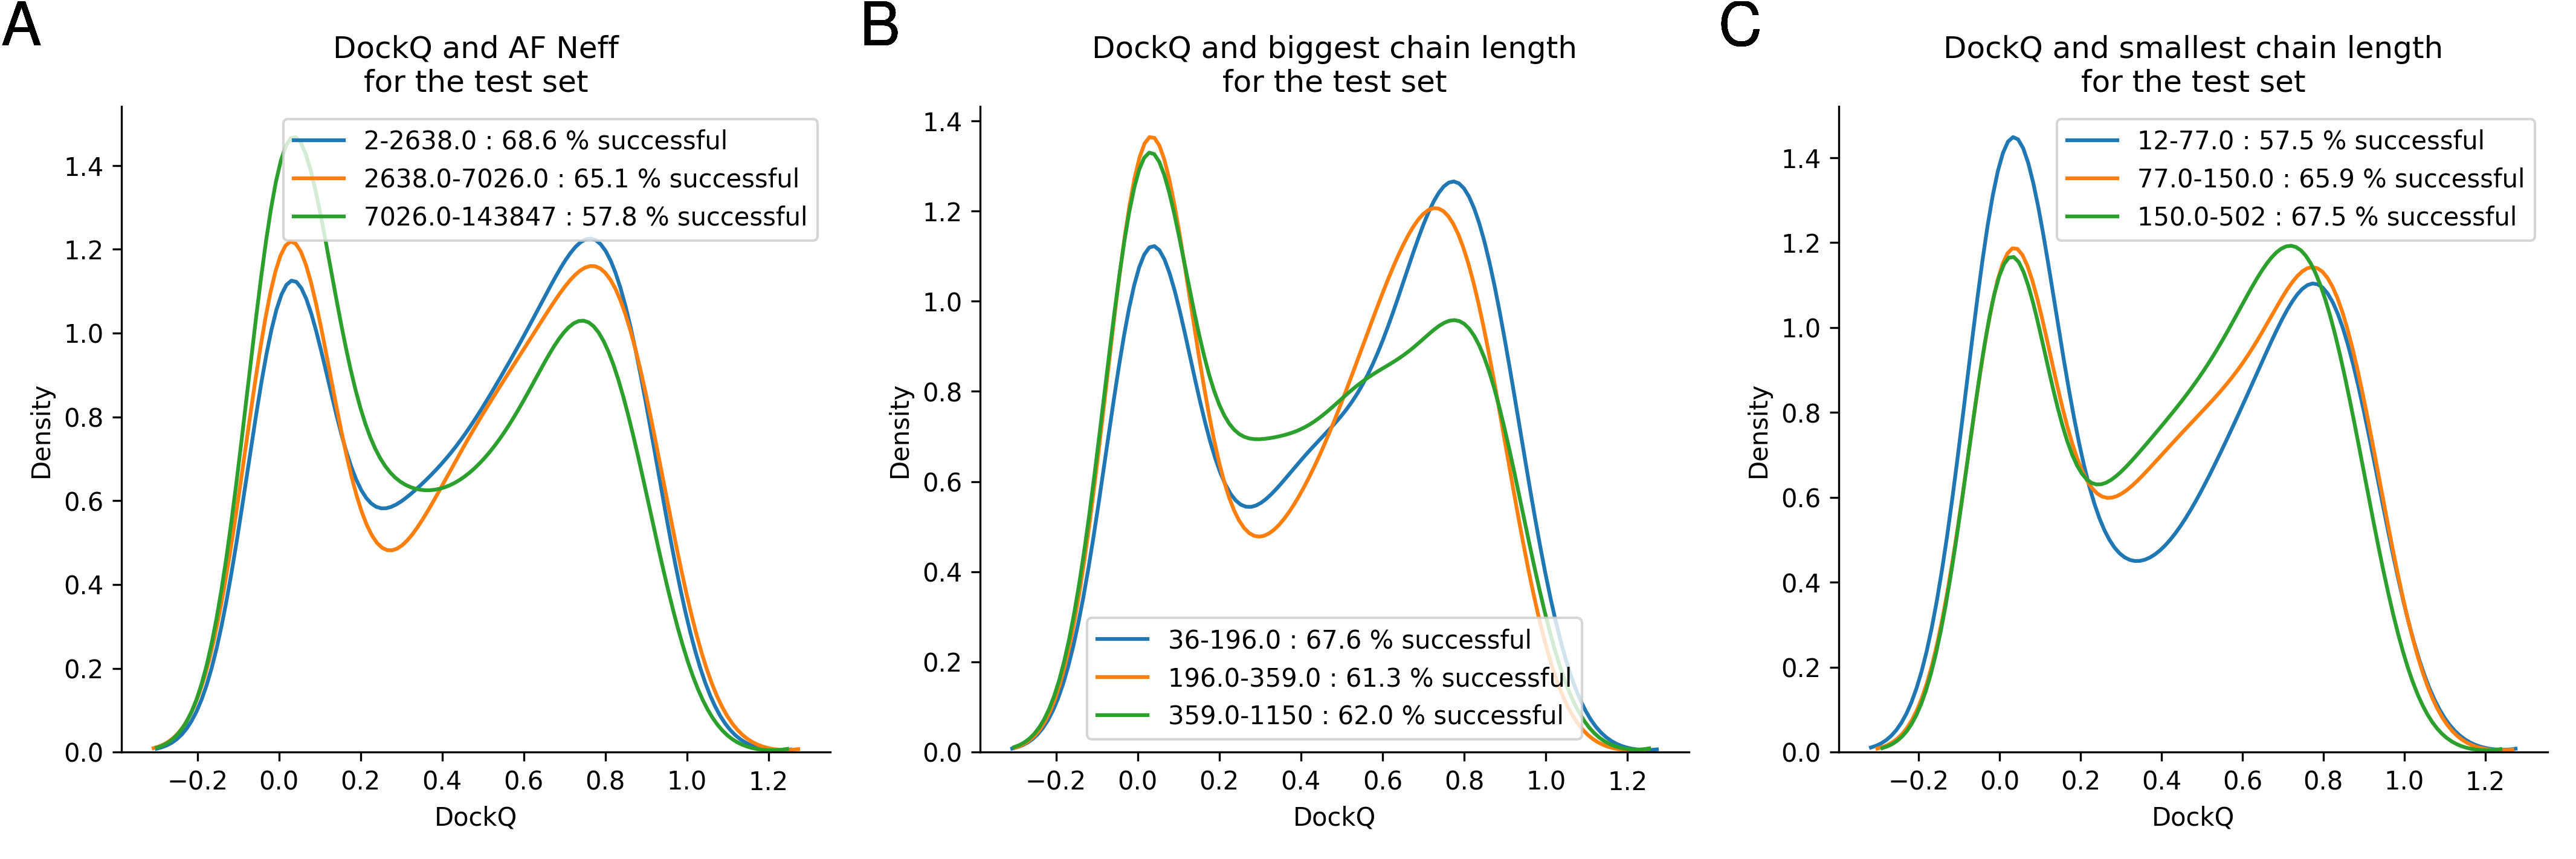 A
DockQ and AF Neff
for the test set
2-2638.0 : 68.6 % successful
2638.0-7026.0 : 65.1 % successful
7026.0-143847 : 57.8 % successful
Density
1.4
1.2
1.0
0.8
0.6
0.4
0.2
0.0
−0.2 0.0 0.2 0.4 0.6 0.8 1.0 1.2
DockQ
B
DockQ and biggest chain length
for the test set
Density
1.4
1.2
1.0
0.8
0.6
0.4
0.2
0.0
36-196.0 : 67.6 % successful
196.0-359.0 : 61.3 % successful
359.0-1150 : 62.0 % successful
−0.2 0.0 0.2 0.4 0.6 0.8 1.0 1.2
DockQ
C
DockQ and smallest chain length
for the test set
12-77.0 : 57.5 % successful
77.0-150.0 : 65.9 % successful
150.0-502 : 67.5 % successful
Density
1.4
1.2
1.0
0.8
0.6
0.4
0.2
0.0
−0.2 0.0 0.2 0.4 0.6 0.8 1.0 1.2
DockQ